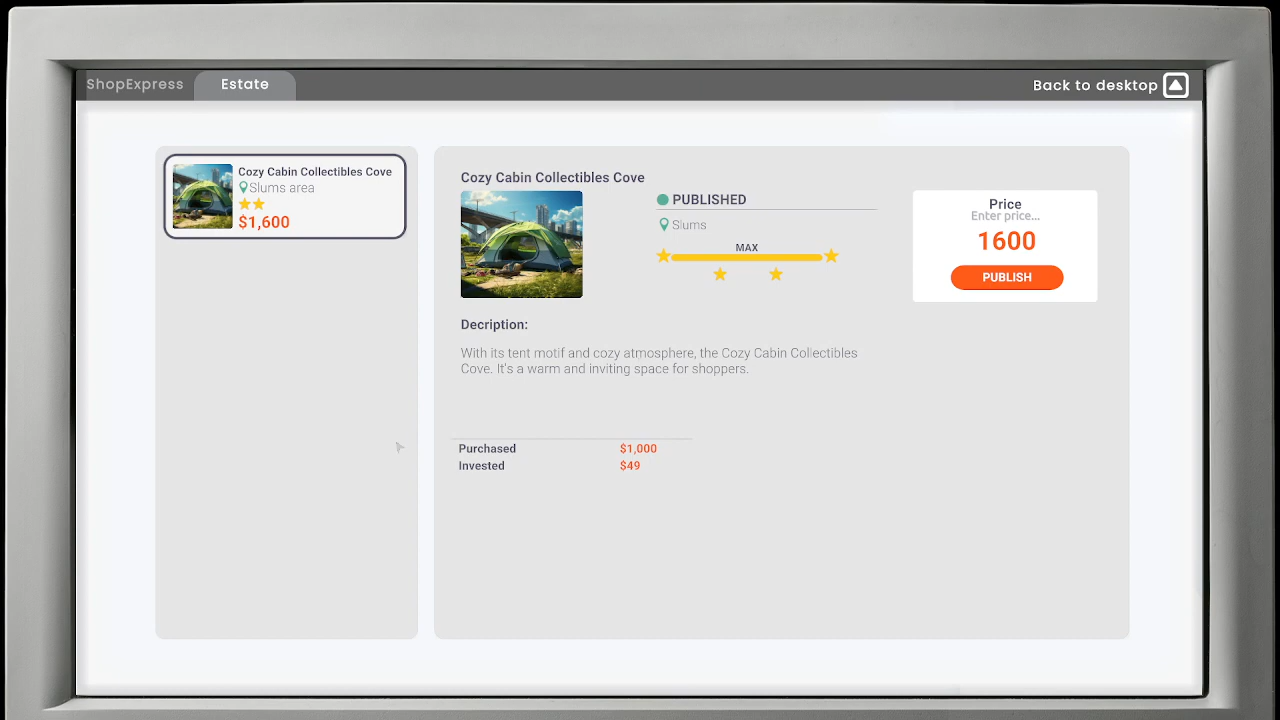 ShopExpress
Estate
Back to desktop
Cozy Cabin Collectibles Cove
Slums area
$1,600
Cozy Cabin Collectibles Cove
PUBLISHED
Slums
MAX
Price
Enter price...
1600
PUBLISH
Decription:
With its tent motif and cozy atmosphere, the Cozy Cabin Collectibles
Cove. It's a warm and inviting space for shoppers.
Purchased $1,000
Invested $49